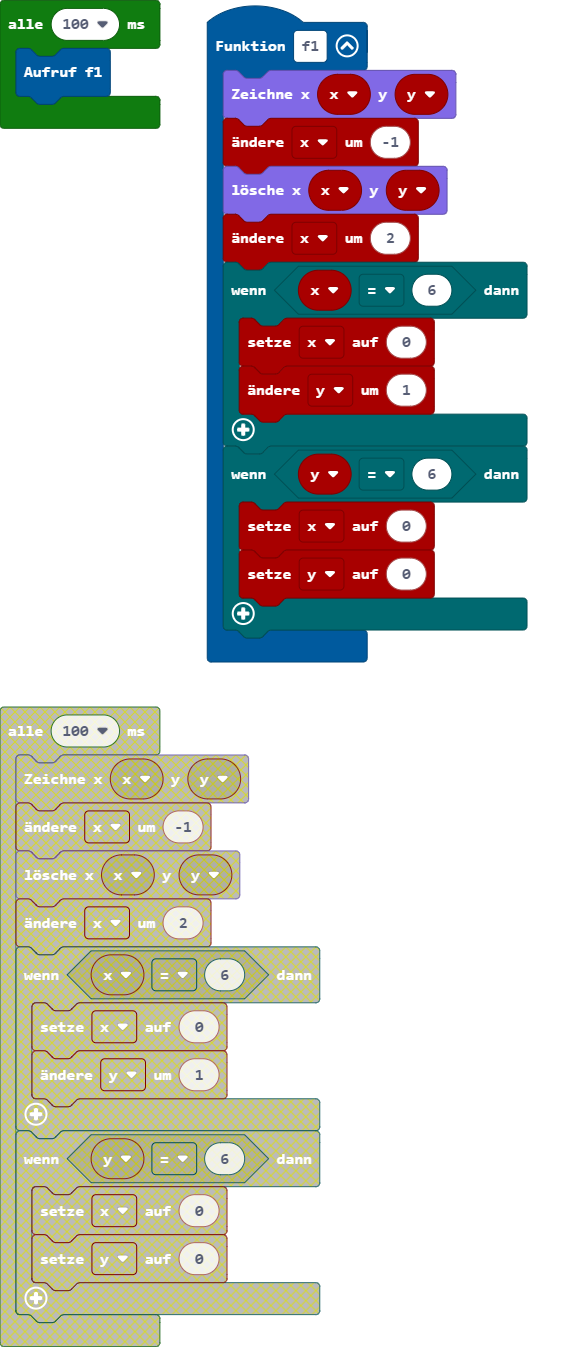 alle 100 ms
Aufruf f1
Funktion f1
Zeichne x x y y
ändere x um -1
lösche x x y y
ändere x um 2
wenn x = 6 dann
setze x auf 0
ändere y um 1
wenn y = 6 dann
setze x auf 0
setze y auf 0
alle 100 ms
Zeichne x x y y
ändere x um -1
lösche x x y y
ändere x um 2
wenn x = 6 dann
setze x auf 0
ändere y um 1
wenn y = 6 dann
setze x auf 0
setze y auf 0